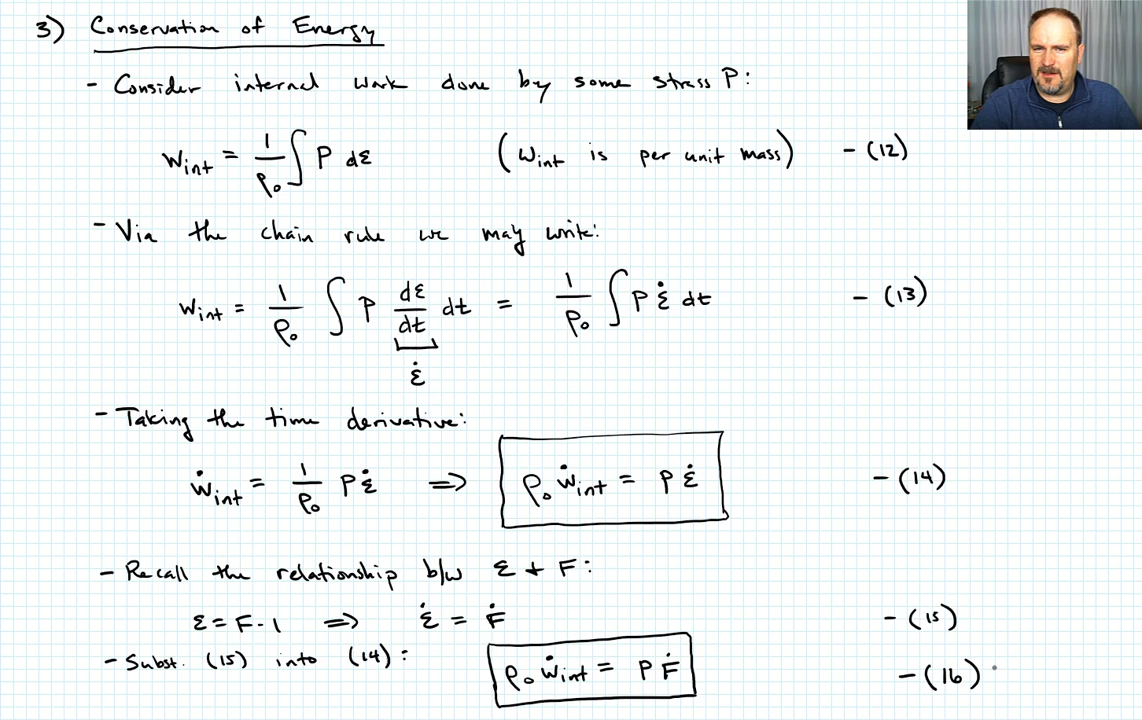 3) Conservation of Energy
- Consider internal work done by some stress P:
w_int = 1/ρ₀ ∫ P dε (w_int is per unit mass) - (12)
- Via the chain rule we may write:
w_int = 1/ρ₀ ∫ P dε/dt dt = 1/ρ₀ ∫ P ε̇ dt - (13)
ε̇
- Taking the time derivative:
ẇ_int = 1/ρ₀ P ε̇ => ρ₀ ẇ_int = P ε̇ - (14)
- Recall the relationship b/w ε + F:
ε = F - 1 => ε̇ = Ḟ - (15)
- Subst. (15) into (14):
ρ₀ ẇ_int = P Ḟ - (16)